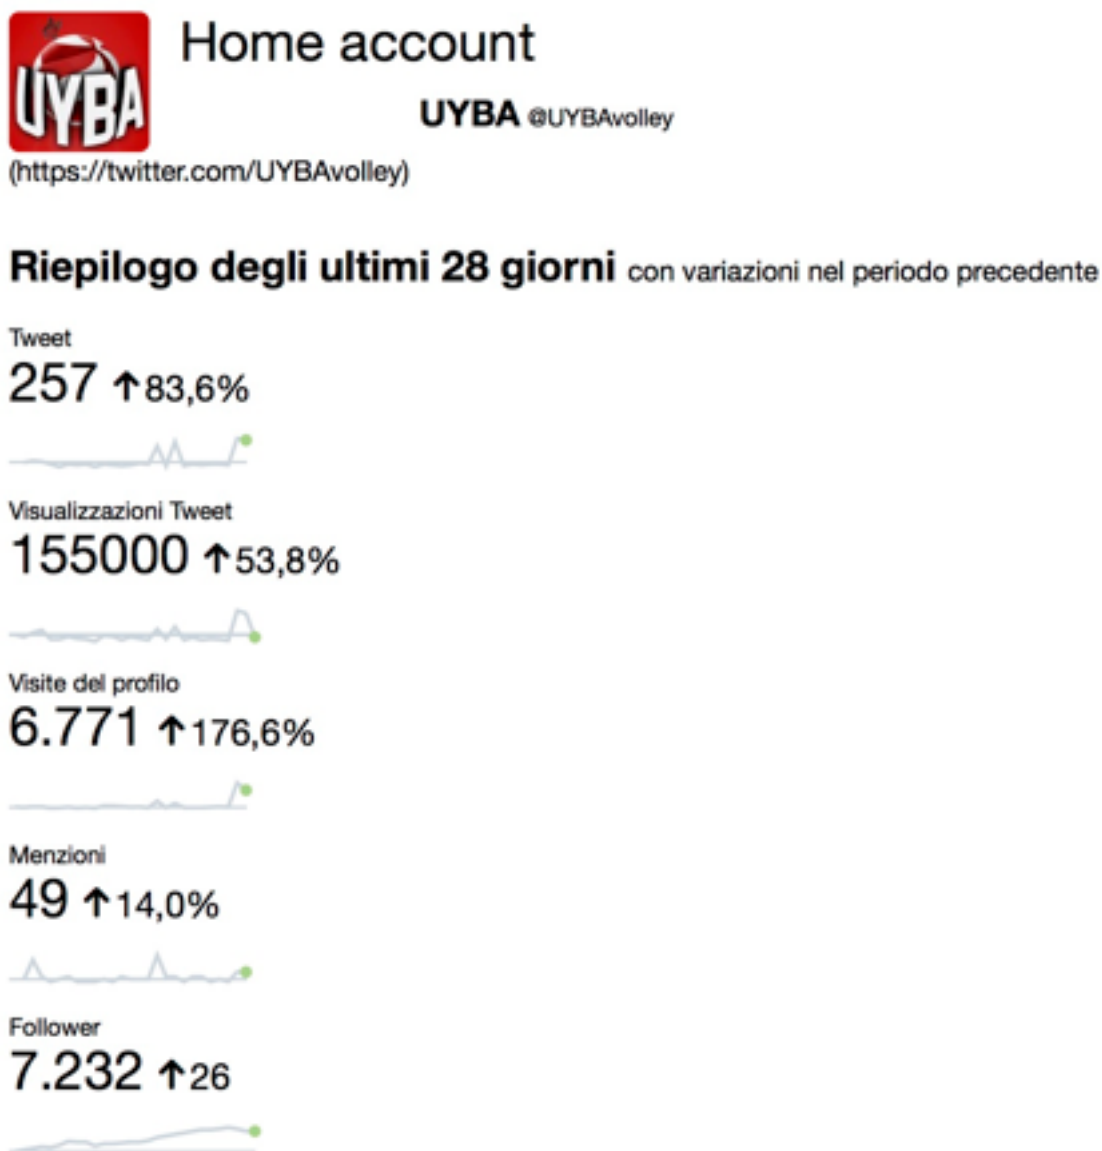 UYBA
Home account
UYBA @UYBAvolley
(https://twitter.com/UYBAvolley)
Riepilogo degli ultimi 28 giorni con variazioni nel periodo precedente
Tweet
257 ↑83,6%
Visualizzazioni Tweet
155000 ↑53,8%
Visite del profilo
6.771 ↑176,6%
Menzioni
49 ↑14,0%
Follower
7.232 ↑26